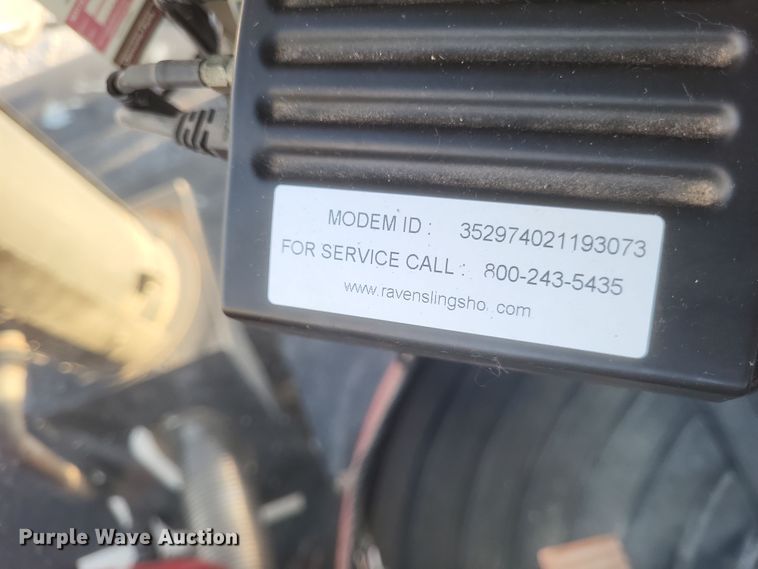 MODEM ID : 352974021193073
FOR SERVICE CALL : 800-243-5435
www.ravenslingsho. com
Purple Wave Auction